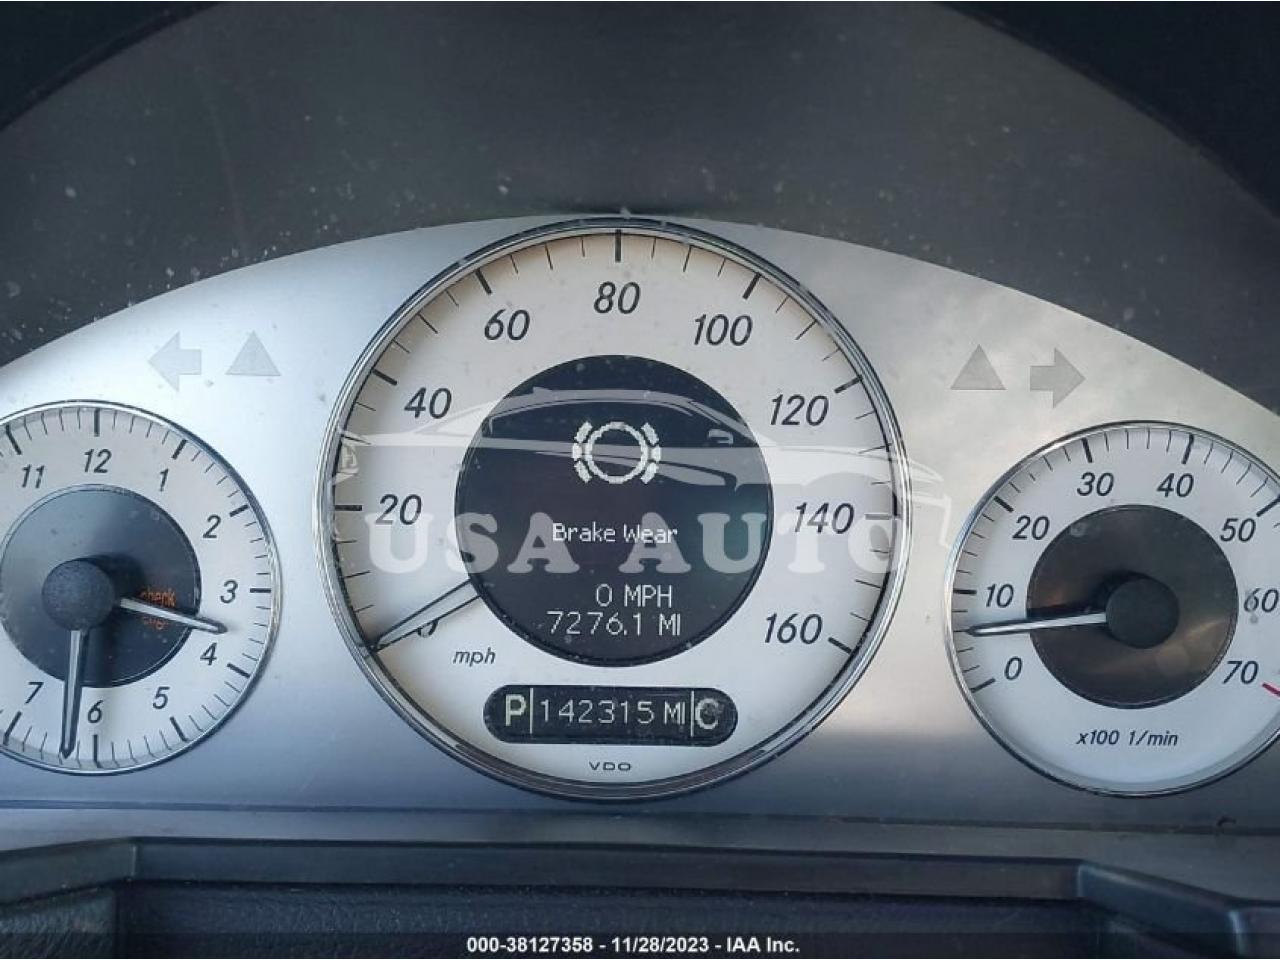 80
60
100
40
120
20
140
160
0
mph
Brake Wear
0 MPH
7276.1 MI
P 142315 MI C
VDO
11 12 1
2
3
4
5
6
7
check
10 20 30 40 50 60 70
0
x100 1/min
USA AUTO
000-38127358 - 11/28/2023 - IAA Inc.